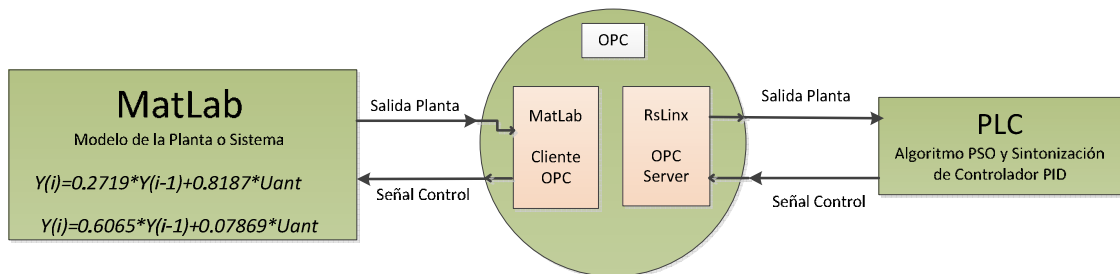 OPC
MatLab
Modelo de la Planta o Sistema
Y(i)=0.2719*Y(i-1)+0.8187*Uant
Y(i)=0.6065*Y(i-1)+0.07869*Uant
Salida Planta
Señal Control
MatLab
Cliente
OPC
RsLinx
OPC
Server
Salida Planta
Señal Control
PLC
Algoritmo PSO y Sintonización
de Controlador PID